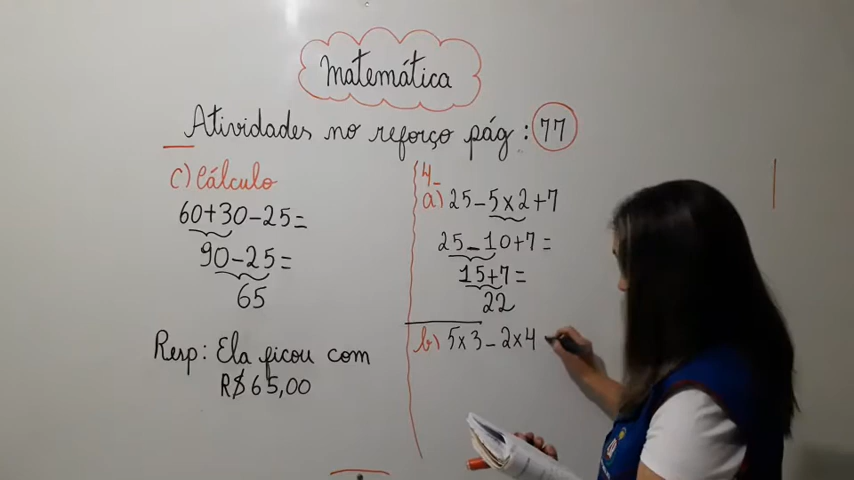 Matemática
Atividades no reforço pág: 77
c) Cálculo
60+30-25=
90-25=
65
Resp: Ela ficou com
R$65,00
4-
a) 25-5x2+7
25-10+7=
15+7=
22
b) 5x3-2x4